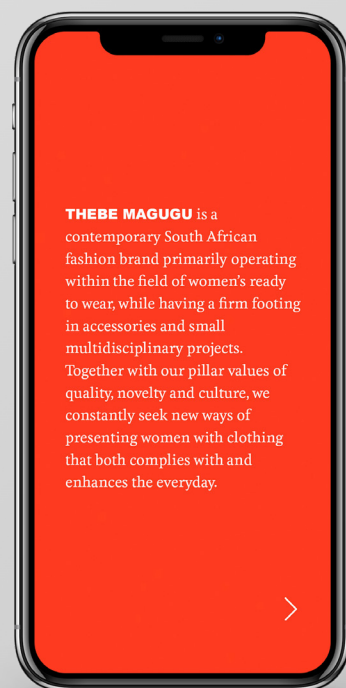 THEBE MAGUGU is a
contemporary South African
fashion brand primarily operating
within the field of women's ready
to wear, while having a firm footing
in accessories and small
multidisciplinary projects.
Together with our pillar values of
quality, novelty and culture, we
constantly seek new ways of
presenting women with clothing
that both complies with and
enhances the everyday.